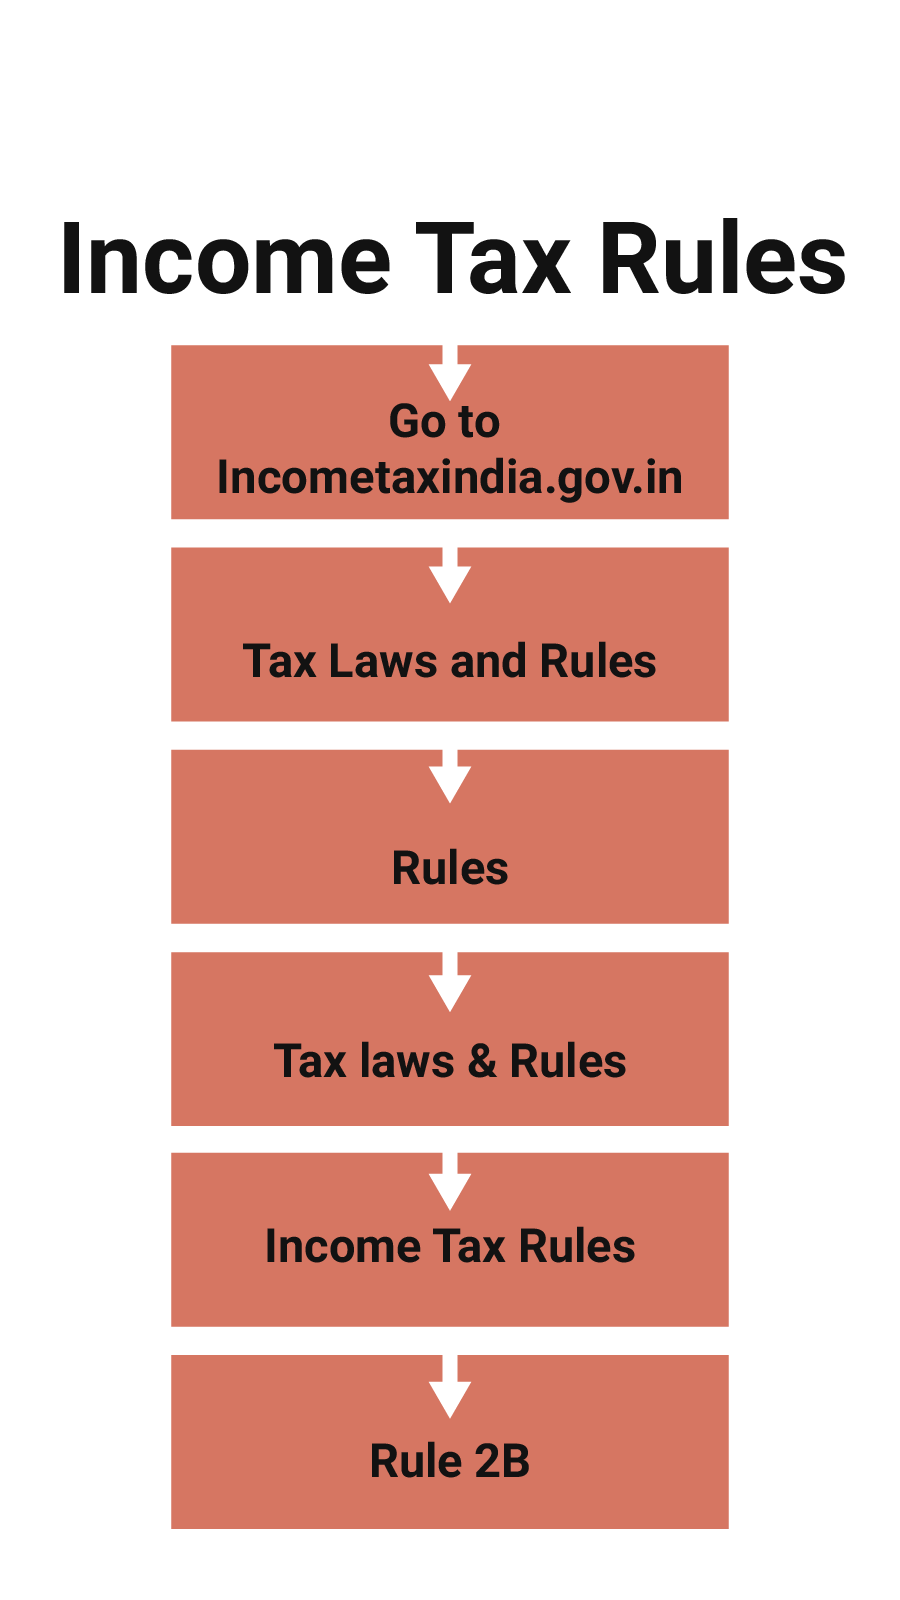 Income Tax Rules
Go to
Incometaxindia.gov.in
Tax Laws and Rules
Rules
Tax laws & Rules
Income Tax Rules
Rule 2B